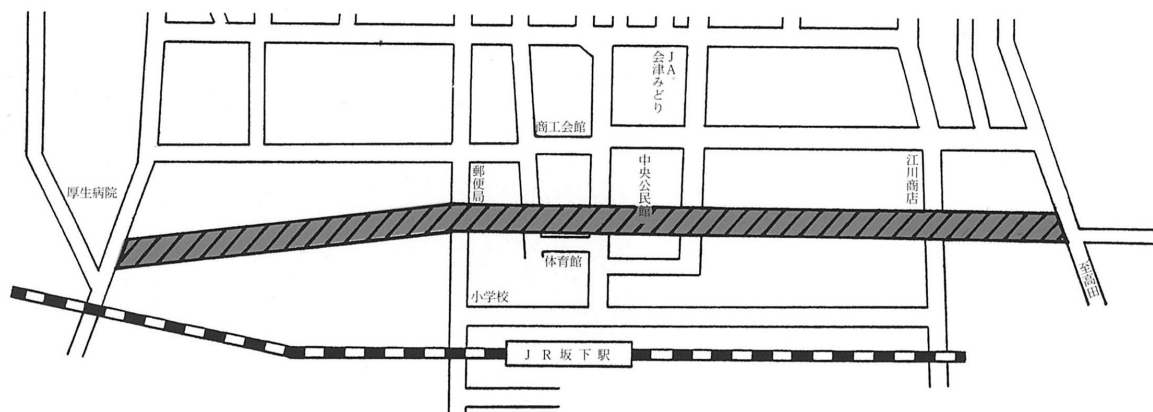 JA会津みどり
商工会館
厚生病院
郵便局
中央公民館
江川商店
体育館
小学校
至高田
JR坂下駅